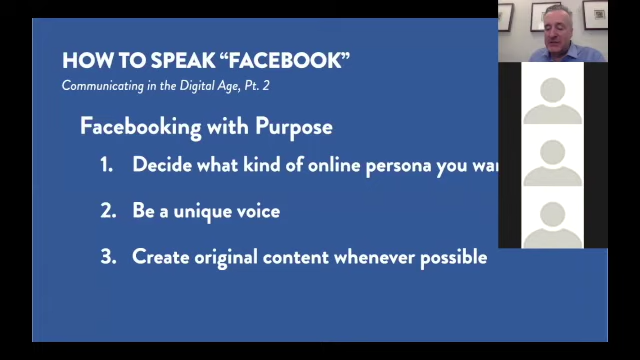 HOW TO SPEAK “FACEBOOK”
Communicating in the Digital Age, Pt. 2
Facebooking with Purpose
1. Decide what kind of online persona you
2. Be a unique voice
3. Create original content whenever possible